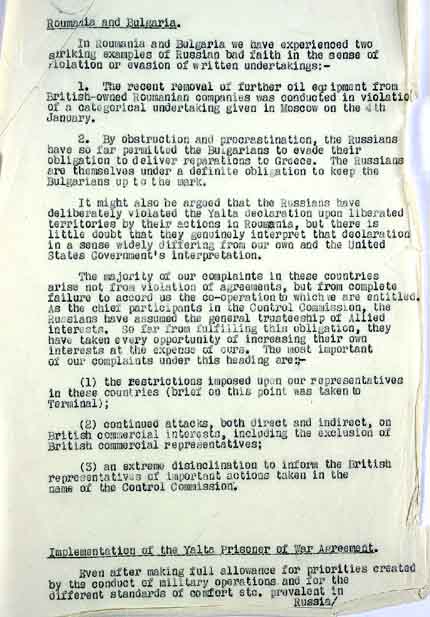 Roumania and Bulgaria.
In Roumania and Bulgaria we have experienced two
striking examples of Russian bad faith in the sense of
violation or evasion of written undertakings:-
1. The recent removal of further oil equipment from
British-owned Roumanian companies was conducted in violatio
of a categorical undertaking given in Moscow on the 4th
January.
2. By obstruction and procrastination, the Russians
have so far permitted the Bulgarians to evade their
obligation to deliver reparations to Greece. The Russians
are themselves under a definite obligation to keep the
Bulgarians up to the mark.
It might also be argued that the Russians have
deliberately violated the Yalta declaration upon liberated
territories by their actions in Roumania, but there is
little doubt that they genuinely interpret that declaration
in a sense widely differing from our own and the United
States Government's interpretation.
The majority of our complaints in these countries
arise not from violation of agreements, but from complete
failure to accord us the co-operation to which we are entitled.
As the chief participants in the Control Commission, the
Russians have assumed the general trusteeship of Allied
interests. So far from fulfilling this obligation, they
have taken every opportunity of increasing their own
interests at the expense of ours. The most important
of our complaints under this heading are:-
(1) the restrictions imposed upon our representatives
in these countries (brief on this point was taken to
Terminal);
(2) continued attacks, both direct and indirect, on
British commercial interests, including the exclusion of
British commercial representatives;
(3) an extreme disinclination to inform the British
representatives of important actions taken in the
name of the Control Commission.
Implementation of the Yalta Prisoner of War Agreement.
Even after making full allowance for priorities created
by the conduct of military operations and for the
different standards of comfort etc. prevalent in
Russia/